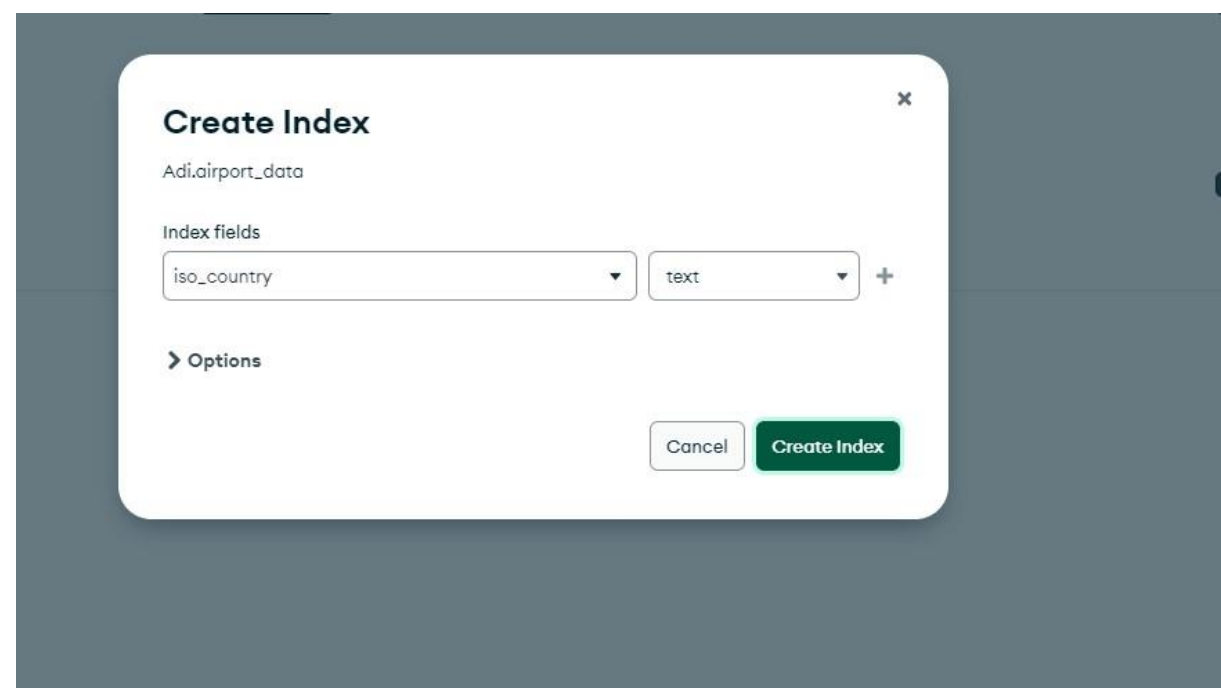 Create Index
Adi.airport_data
Index fields
iso_country text
Options
Cancel Create Index